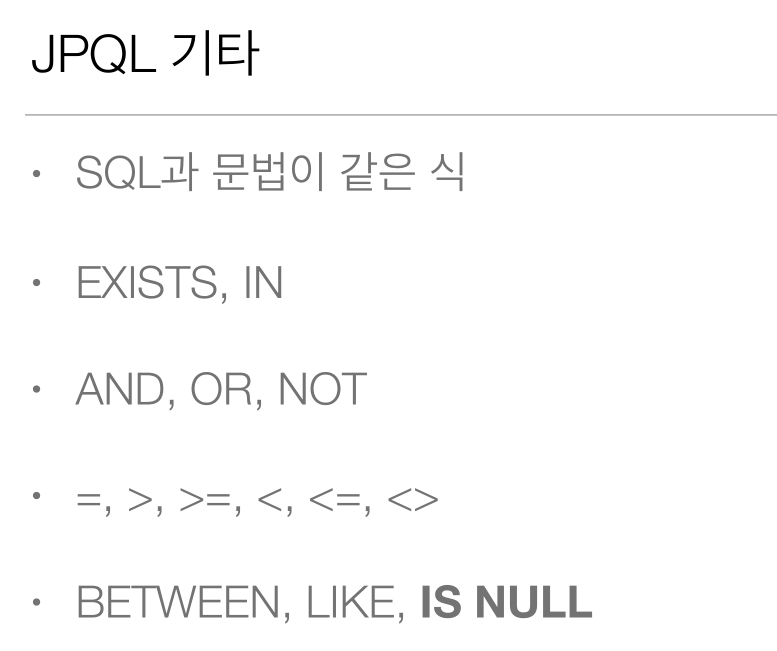 JPQL 기타
• SQL과 문법이 같은 식
• EXISTS, IN
• AND, OR, NOT
• =, >, >=, <, <=, <>
• BETWEEN, LIKE, IS NULL